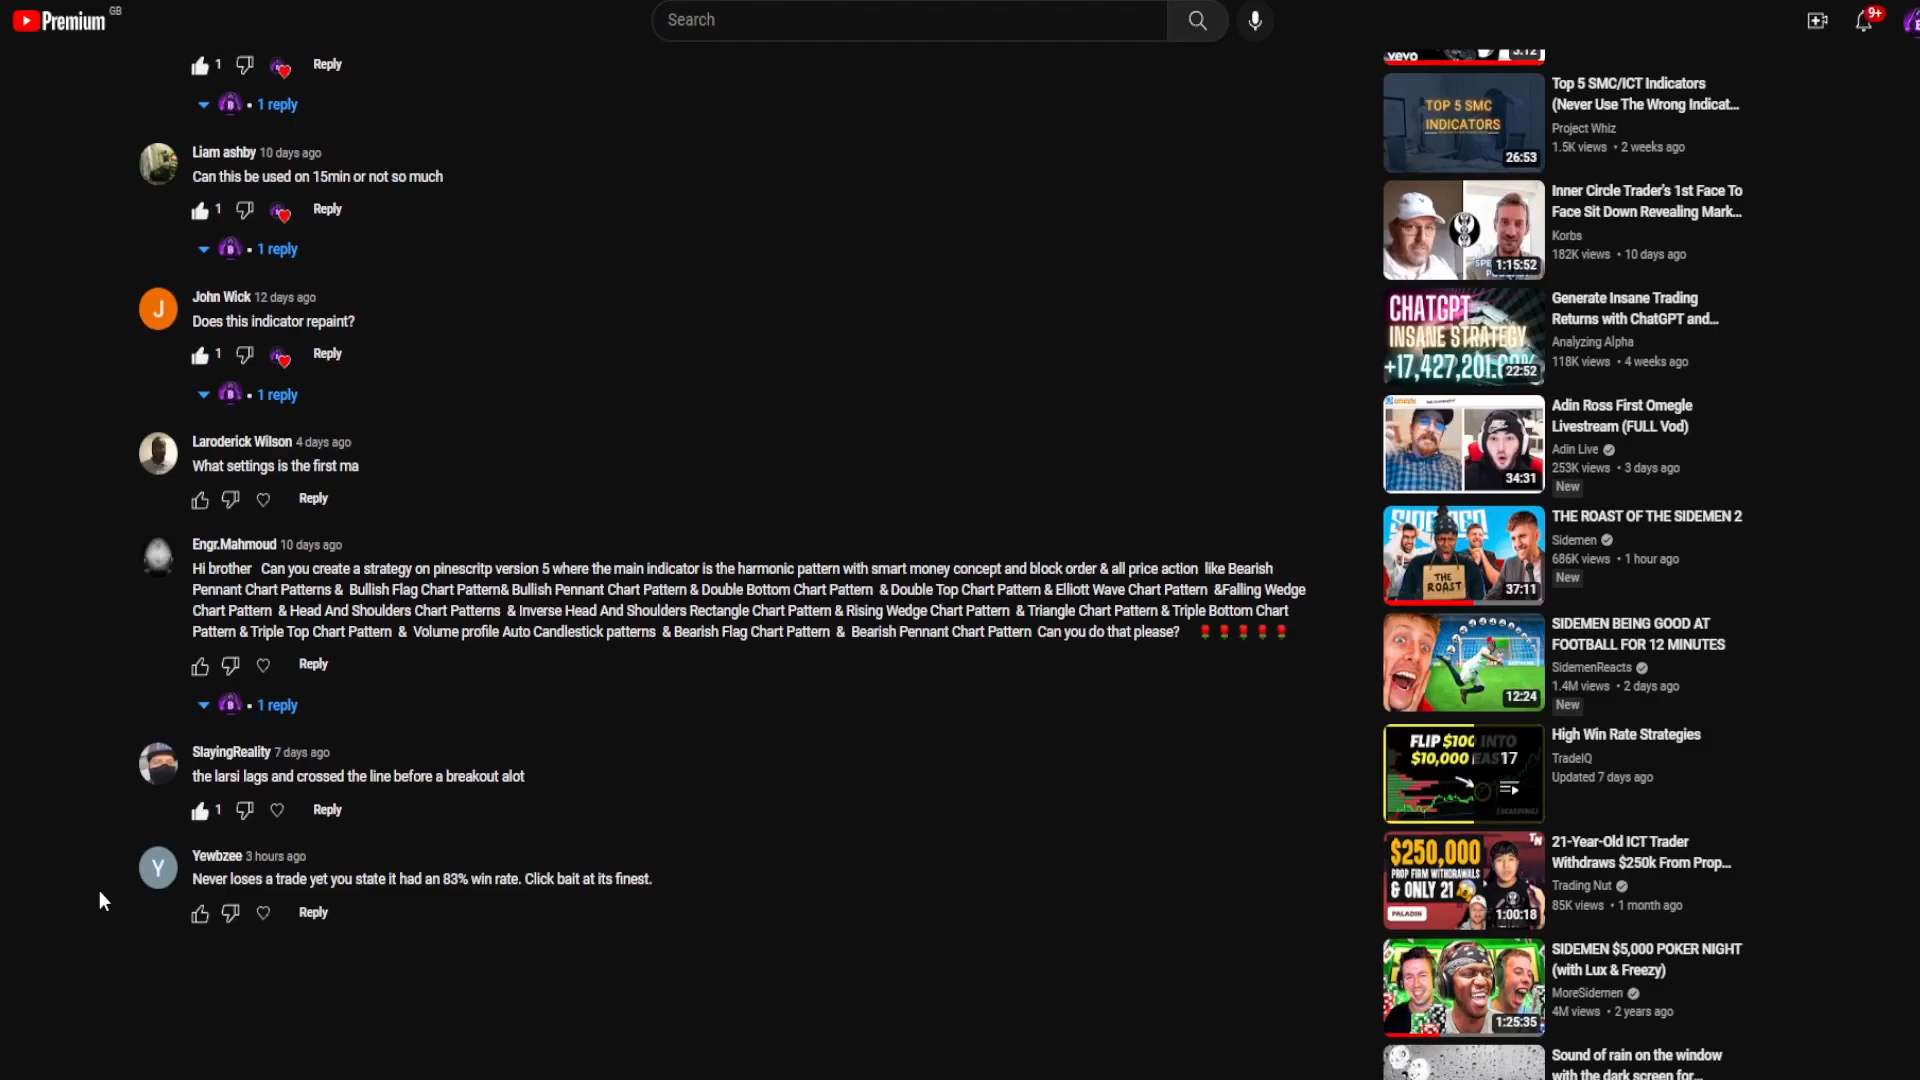 Premium GB
Search
9+
1 Reply
B • 1 reply
Liam ashby 10 days ago
Can this be used on 15min or not so much
1 Reply
B • 1 reply
John Wick 12 days ago
J
Does this indicator repaint?
1 Reply
B • 1 reply
Laroderick Wilson 4 days ago
What settings is the first ma
Reply
Engr.Mahmoud 10 days ago
Hi brother Can you create a strategy on pinescritp version 5 where the main indicator is the harmonic pattern with smart money concept and block order & all price action like Bearish
Pennant Chart Patterns & Bullish Flag Chart Pattern& Bullish Pennant Chart Pattern & Double Bottom Chart Pattern & Double Top Chart Pattern & Elliott Wave Chart Pattern &Falling Wedge
Chart Pattern & Head And Shoulders Chart Patterns & Inverse Head And Shoulders Rectangle Chart Pattern & Rising Wedge Chart Pattern & Triangle Chart Pattern & Triple Bottom Chart
Pattern & Triple Top Chart Pattern & Volume profile Auto Candlestick patterns & Bearish Flag Chart Pattern & Bearish Pennant Chart Pattern Can you do that please? 🌹🌹🌹🌹🌹
Reply
B • 1 reply
SlayingReality 7 days ago
the larsi lags and crossed the line before a breakout alot
1 Reply
Yewbzee 3 hours ago
Y
Never loses a trade yet you state it had an 83% win rate. Click bait at its finest.
Reply
vevo
3:12
TOP 5 SMC
INDICATORS
26:53
Top 5 SMC/ICT Indicators
(Never Use The Wrong Indicat...
Project Whiz
1.5K views • 2 weeks ago
1:15:52
Inner Circle Trader's 1st Face To
Face Sit Down Revealing Mark...
Korbs
182K views • 10 days ago
CHATGPT
INSANE STRATEGY
+17,427,201.
22:52
Generate Insane Trading
Returns with ChatGPT and...
Analyzing Alpha
118K views • 4 weeks ago
34:31
Adin Ross First Omegle
Livestream (FULL Vod)
Adin Live
253K views • 3 days ago
New
SIDEMEN
THE
ROAST
37:11
THE ROAST OF THE SIDEMEN 2
Sidemen
686K views • 1 hour ago
New
12:24
SIDEMEN BEING GOOD AT
FOOTBALL FOR 12 MINUTES
SidemenReacts
1.4M views • 2 days ago
New
FLIP $100 INTO
$10,000 EAS
17
(SCALPING)
High Win Rate Strategies
TradeIQ
Updated 7 days ago
$250,000
PROP FIRM WITHDRAWALS
& ONLY 21
PALADIN
TN
1:00:18
21-Year-Old ICT Trader
Withdraws $250k From Prop...
Trading Nut
85K views • 1 month ago
1:25:35
SIDEMEN $5,000 POKER NIGHT
(with Lux & Freezy)
MoreSidemen
4M views • 2 years ago
Sound of rain on the window
with the dark screen for...